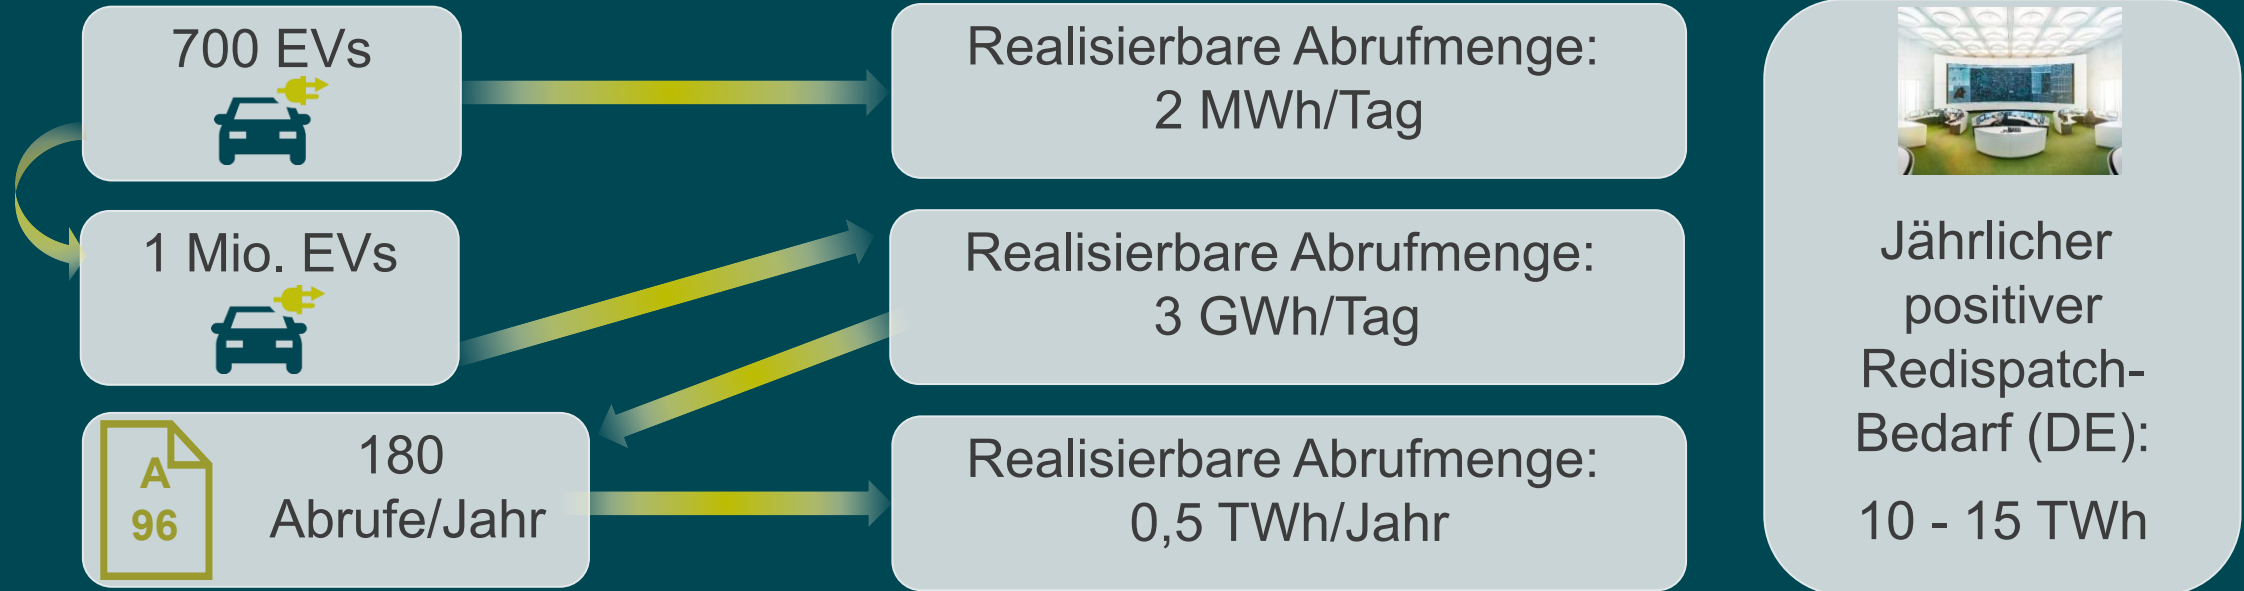 700 EVs
Realisierbare Abrufmenge:
2 MWh/Tag
1 Mio. EVs
Realisierbare Abrufmenge:
3 GWh/Tag
A
96
180
Abrufe/Jahr
Realisierbare Abrufmenge:
0,5 TWh/Jahr
Jährlicher
positiver
Redispatch-
Bedarf (DE):
10 - 15 TWh